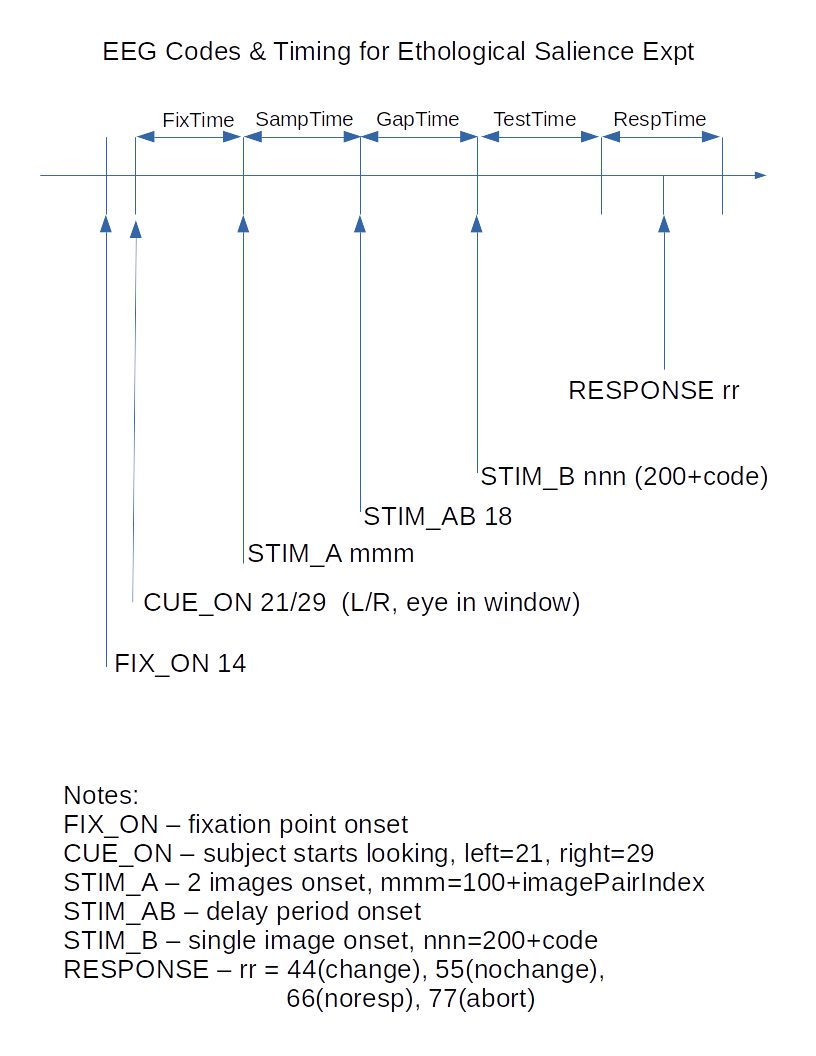 EEG Codes & Timing for Ethological Salience Expt
FixTime SampTime GapTime TestTime RespTime
RESPONSE rr
STIM_B nnn (200+code)
STIM_AB 18
STIM_A mmm
CUE_ON 21/29 (L/R, eye in window)
FIX_ON 14
Notes:
FIX_ON – fixation point onset
CUE_ON – subject starts looking, left=21, right=29
STIM_A – 2 images onset, mmm=100+imagePairIndex
STIM_AB – delay period onset
STIM_B – single image onset, nnn=200+code
RESPONSE – rr = 44(change), 55(nochange),
66(noresp), 77(abort)